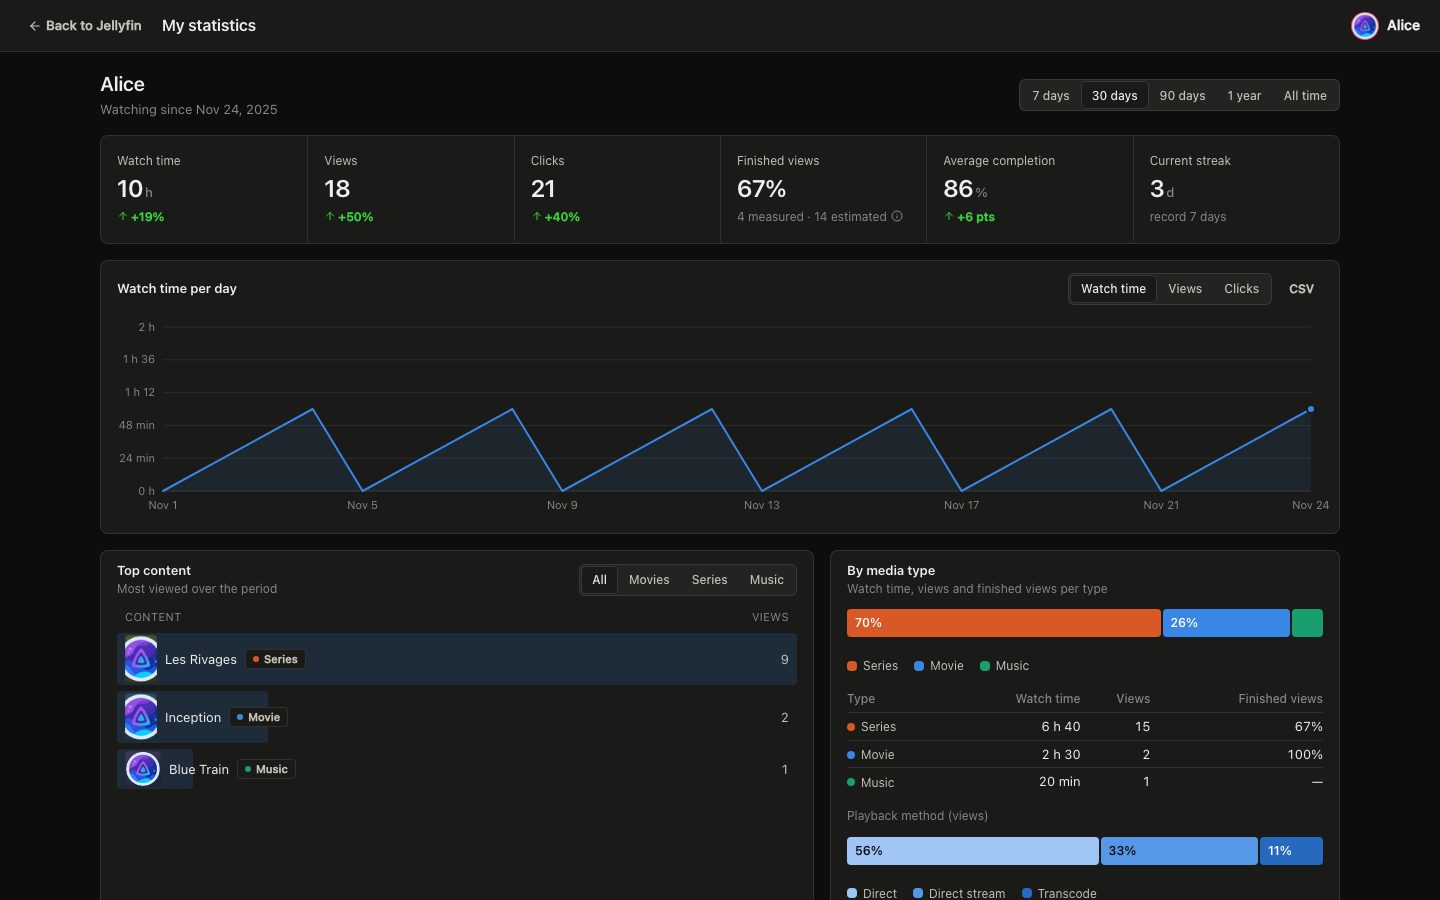 ← Back to Jellyfin My statistics Alice
Alice
Watching since Nov 24, 2025
7 days 30 days 90 days 1 year All time
Watch time Views Clicks Finished views Average completion Current streak
10 h 18 21 67% 86 % 3 d
↑ +19% ↑ +50% ↑ +40% 4 measured · 14 estimated ↑ +6 pts record 7 days
Watch time per day Watch time Views Clicks CSV
2 h
1 h 36
1 h 12
48 min
24 min
0 h
Nov 1 Nov 5 Nov 9 Nov 13 Nov 17 Nov 21 Nov 24
Top content
Most viewed over the period
All Movies Series Music
CONTENT VIEWS
Les Rivages Series 9
Inception Movie 2
Blue Train Music 1
By media type
Watch time, views and finished views per type
70% 26%
Series Movie Music
Type Watch time Views Finished views
Series 6 h 40 15 67%
Movie 2 h 30 2 100%
Music 20 min 1 —
Playback method (views)
56% 33% 11%
Direct Direct stream Transcode